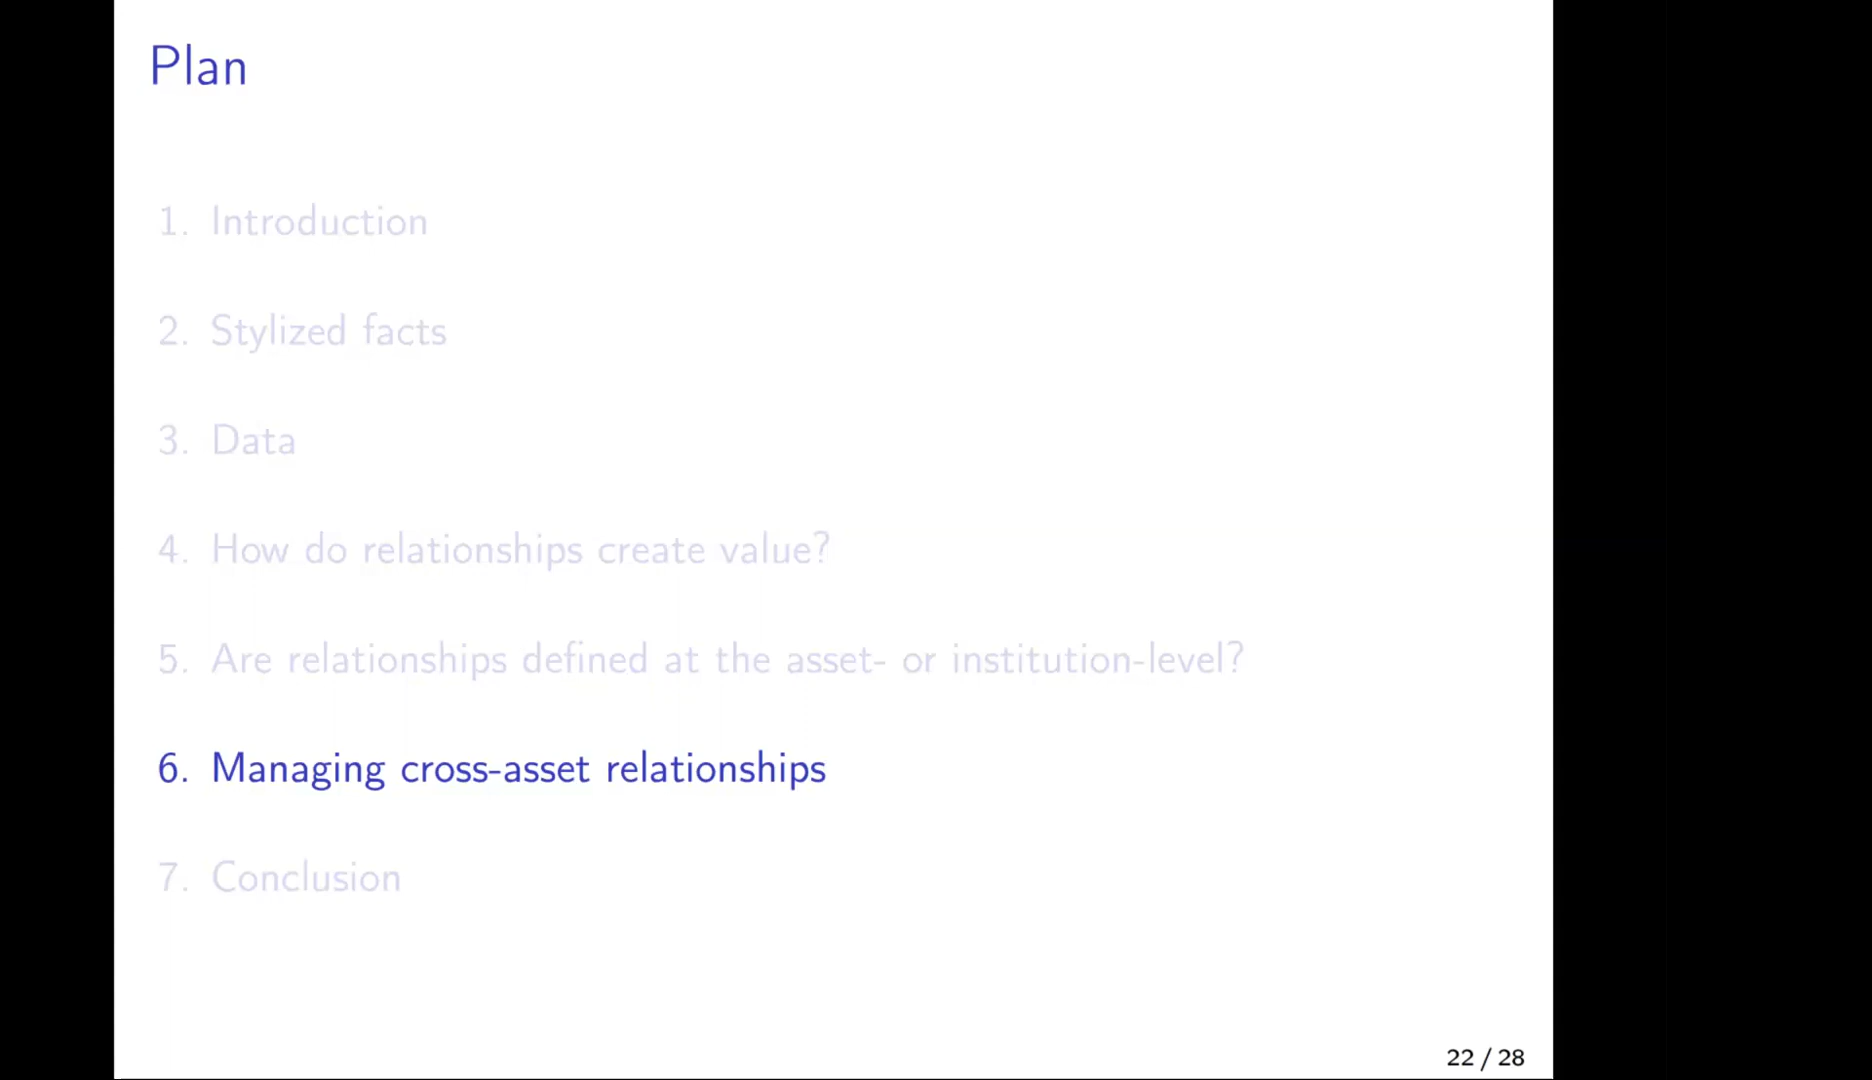 Plan
1. Introduction
2. Stylized facts
3. Data
4. How do relationships create value?
5. Are relationships defined at the asset- or institution-level?
6. Managing cross-asset relationships
7. Conclusion
22 / 28